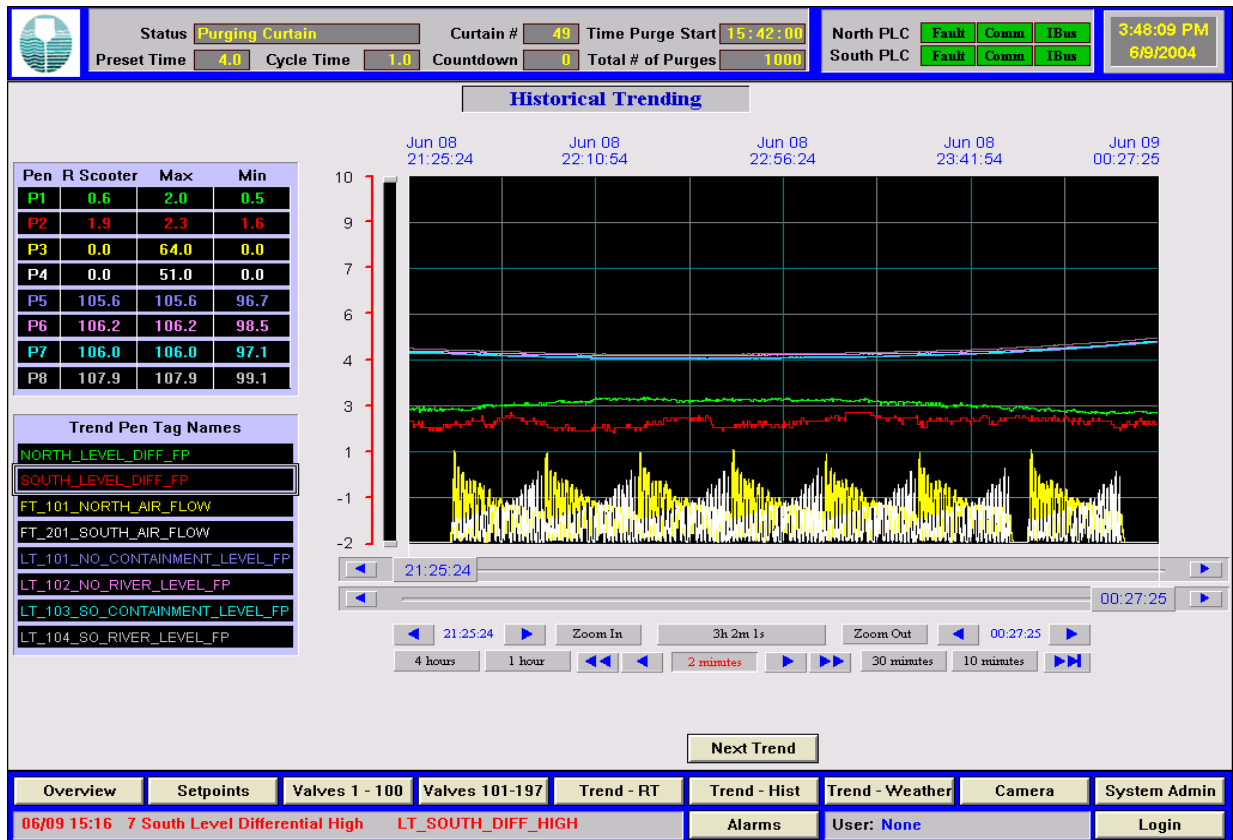 Status Purging Curtain Curtain # 49 Time Purge Start 15:42:00 North PLC Fault Comm IBus 3:48:09 PM
Preset Time 4.0 Cycle Time 1.0 Countdown 0 Total # of Purges 1000 South PLC Fault Comm IBus 6/9/2004
Historical Trending
Jun 08 Jun 08 Jun 08 Jun 08 Jun 09
21:25:24 22:10:54 22:56:24 23:41:54 00:27:25
Pen R Scooter Max Min
P1 0.6 2.0 0.5
P2 1.9 2.3 1.6
P3 0.0 64.0 0.0
P4 0.0 51.0 0.0
P5 105.6 105.6 96.7
P6 106.2 106.2 98.5
P7 106.0 106.0 97.1
P8 107.9 107.9 99.1
10
9
7
6
4
3
1
-1
-2
Trend Pen Tag Names
NORTH_LEVEL_DIFF_FP
SOUTH_LEVEL_DIFF_FP
FT_101_NORTH_AIR_FLOW
FT_201_SOUTH_AIR_FLOW
LT_101_NO_CONTAINMENT_LEVEL_FP
LT_102_NO_RIVER_LEVEL_FP
LT_103_SO_CONTAINMENT_LEVEL_FP
LT_104_SO_RIVER_LEVEL_FP
21:25:24
00:27:25
21:25:24 Zoom In 3h 2m 1s Zoom Out 00:27:25
4 hours 1 hour 2 minutes 30 minutes 10 minutes
Next Trend
Overview Setpoints Valves 1 - 100 Valves 101-197 Trend - RT Trend - Hist Trend - Weather Camera System Admin
06/09 15:16 7 South Level Differential High LT_SOUTH_DIFF_HIGH Alarms User: None Login